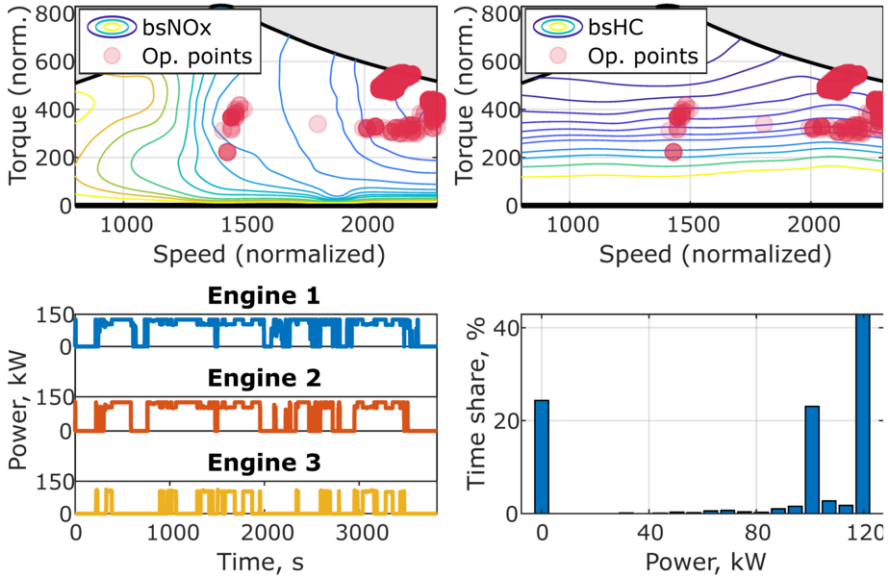 800
600
400
200
0
Torque (norm.)
bsNOx
Op. points
1000
1500
2000
Speed (normalized)
800
600
400
200
0
Torque (norm.)
bsHC
Op. points
1000
1500
2000
Speed (normalized)
Engine 1
150
0
Engine 2
150
0
Engine 3
150
0
Power, kW
0
1000
2000
3000
Time, s
40
20
0
Time share, %
0
40
80
120
Power, kW